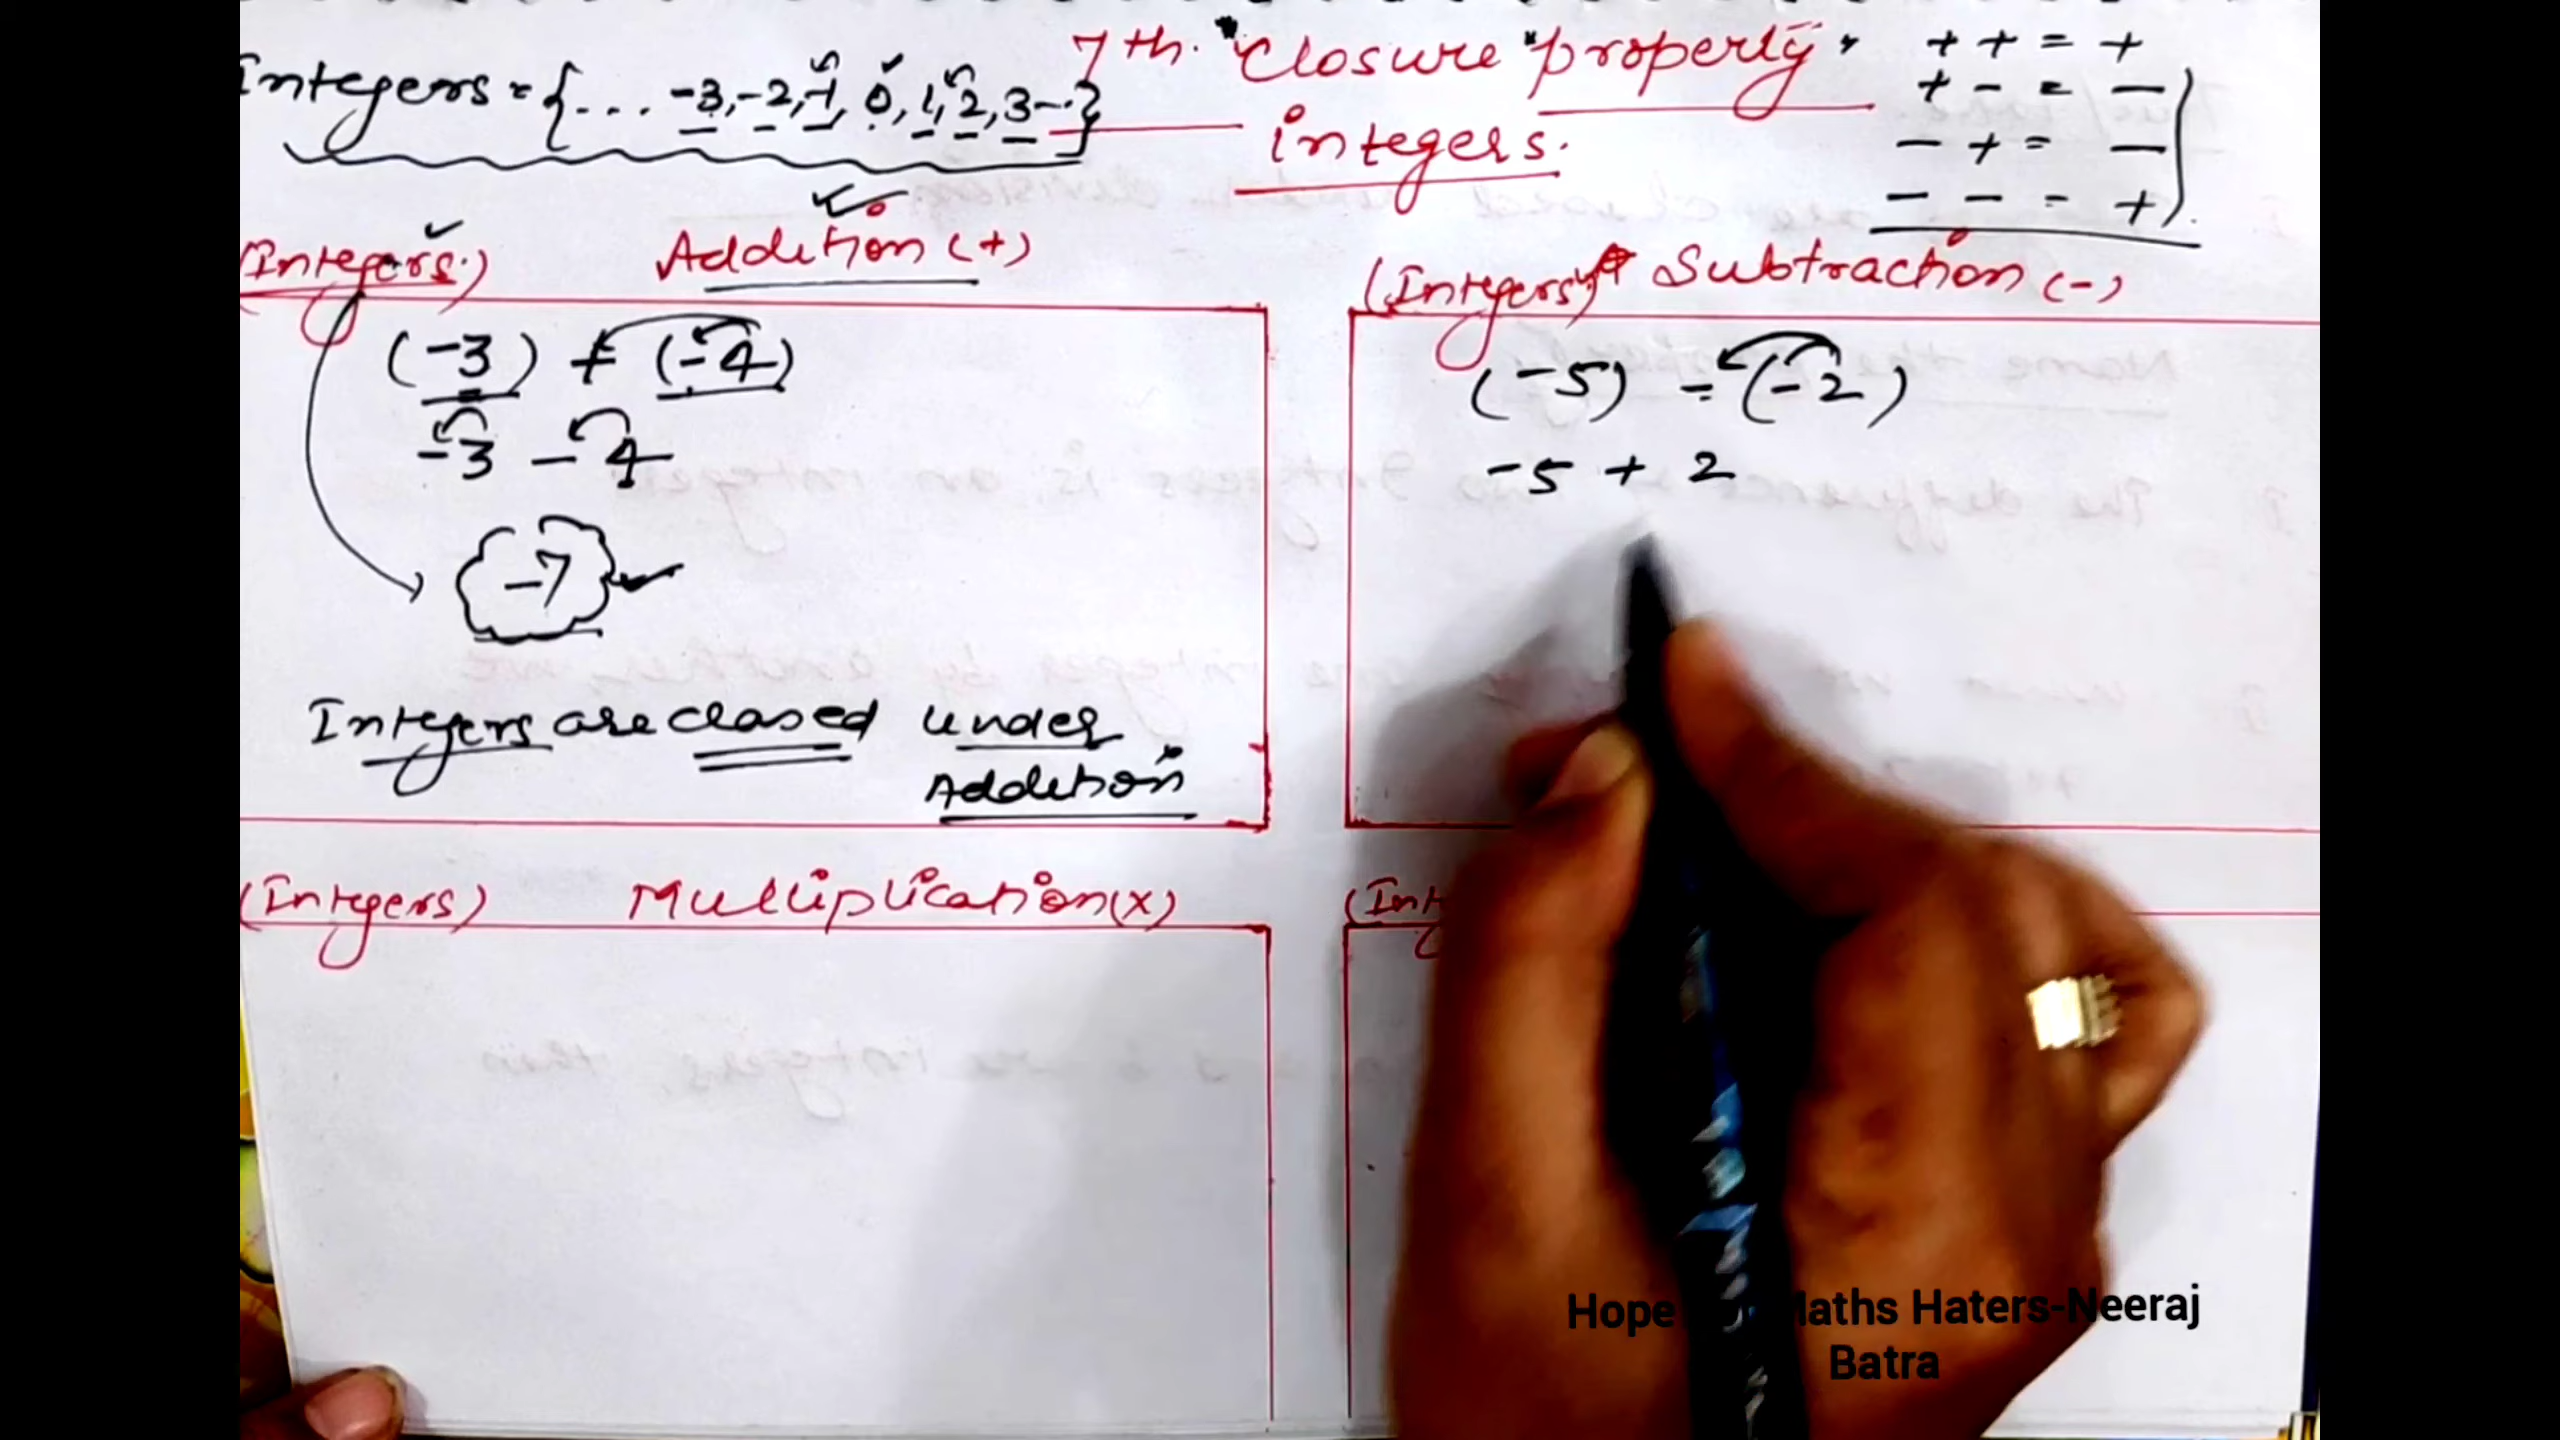 7th. "Closure" property.
integers.
Integers = {... -3, -2, -1, 0, 1, 2, 3-..}
+ + = +
+ - = -
- + = -
- - = +
(Integers.) Addition (+)
(-3) + (-4)
-3 - 4
-7
Integers are closed under
Addition
(Integers) Subtraction (-)
(-5) - (-2)
-5 + 2
(Integers) Multiplication (x)
Hope Maths Haters-Neeraj
Batra